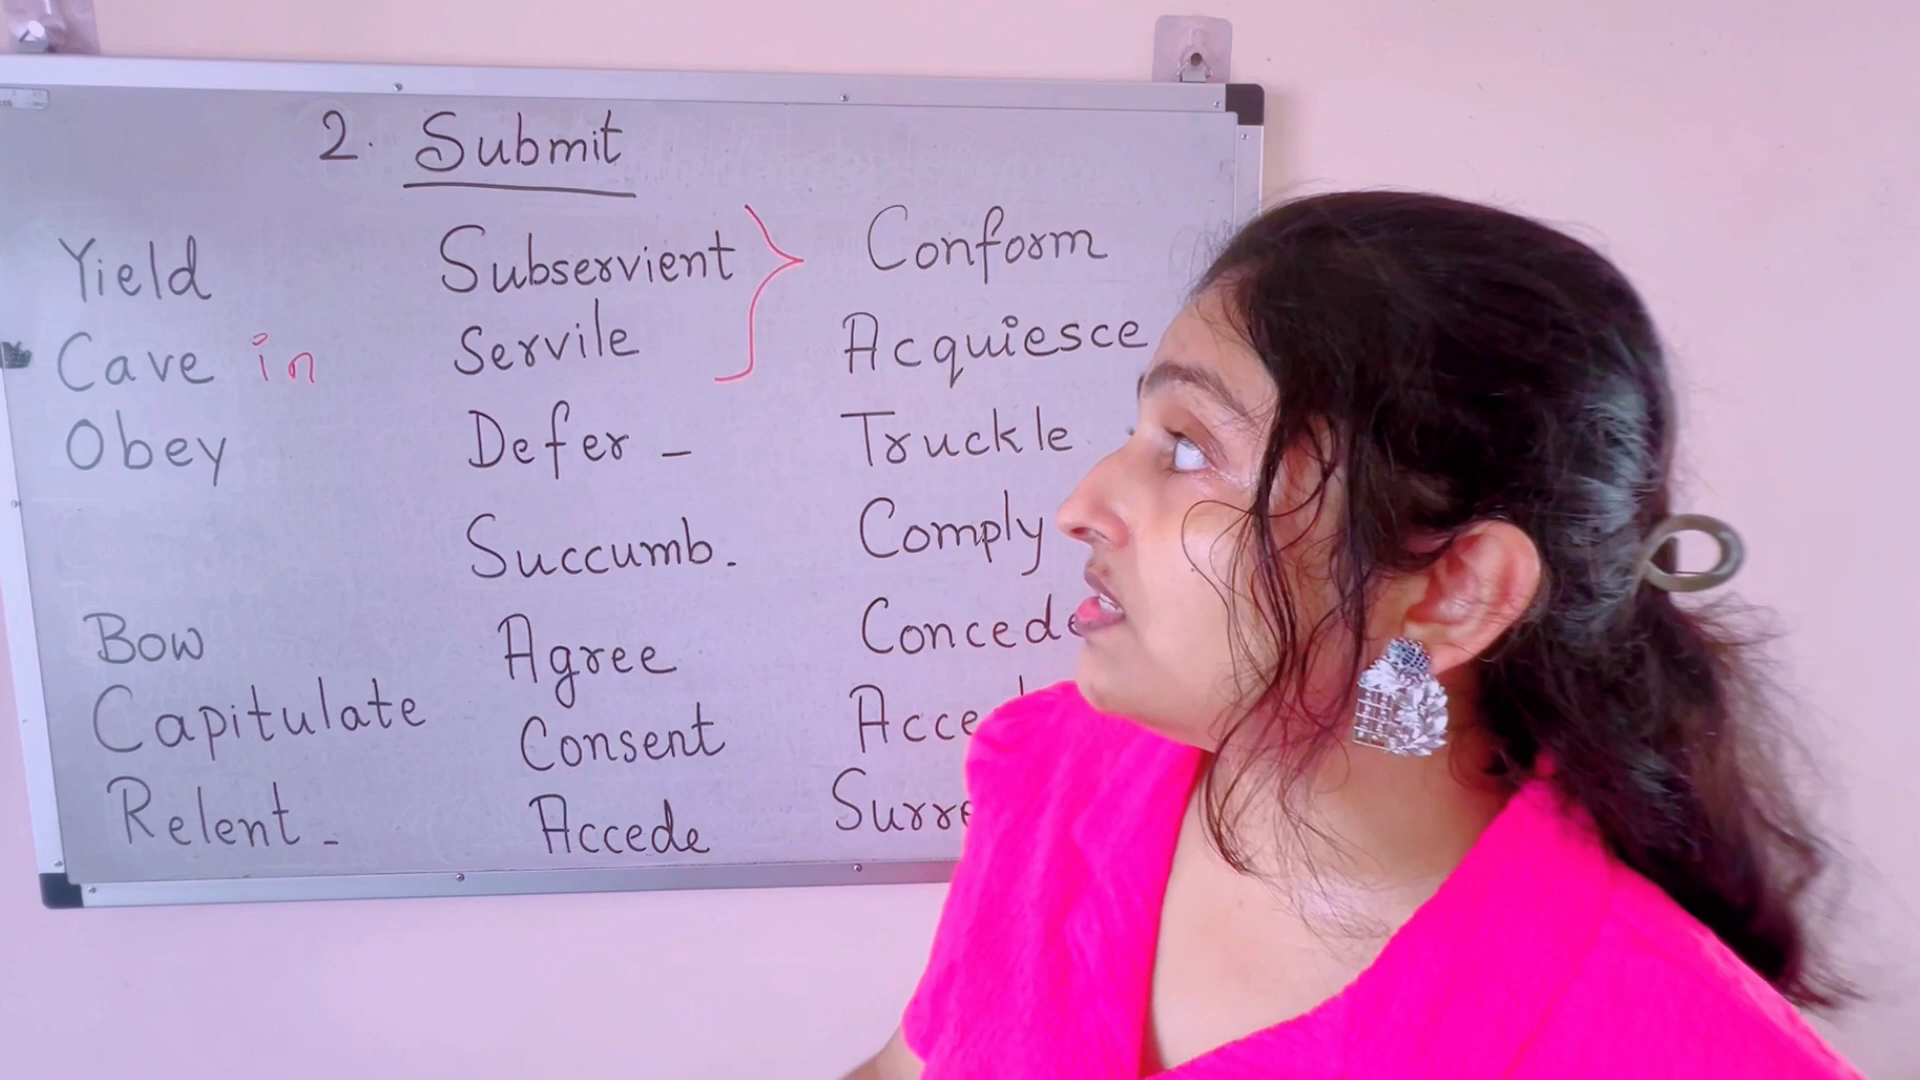 2. Submit
Yield
Cave in
Obey
Bow
Capitulate
Relent -
Subservient
Servile
Defer -
Succumb.
Agree
Consent
Accede
Conform
Acquiesce
Truckle
Comply
Concede